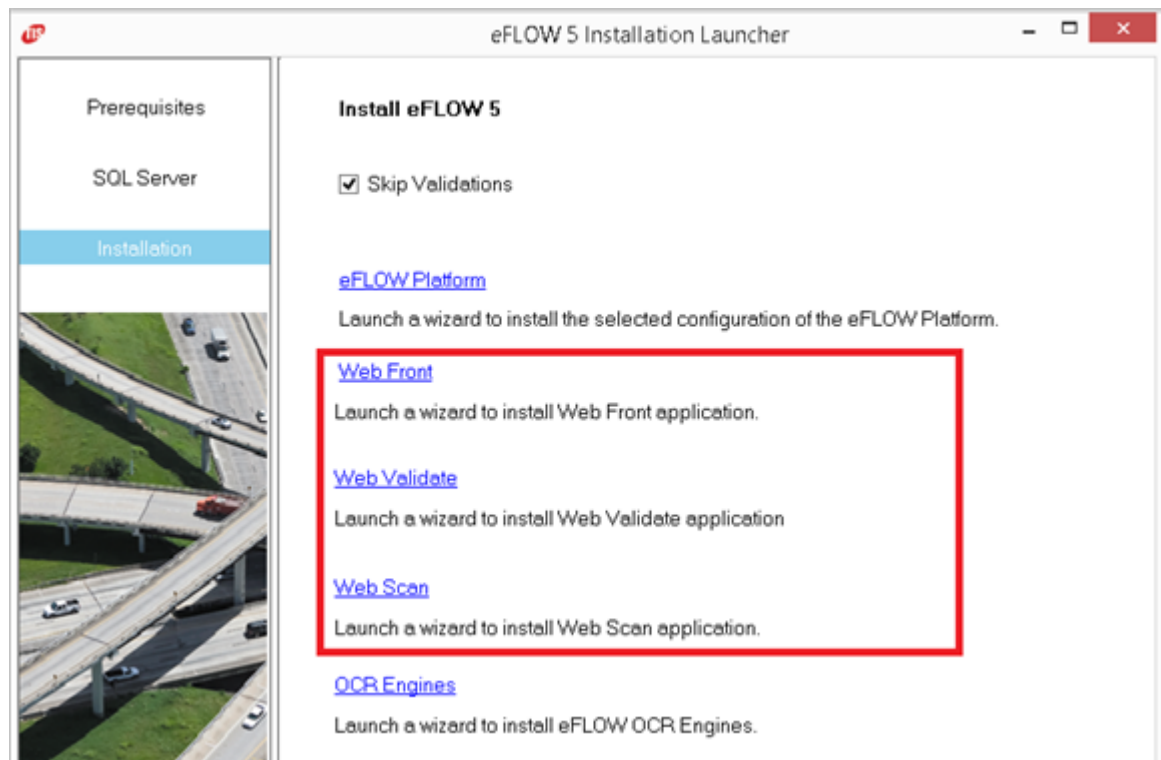 TIS
eFLOW 5 Installation Launcher
Prerequisites
SQL Server
Installation
Install eFLOW 5
Skip Validations
eFLOW Platform
Launch a wizard to install the selected configuration of the eFLOW Platform.
Web Front
Launch a wizard to install Web Front application.
Web Validate
Launch a wizard to install Web Validate application
Web Scan
Launch a wizard to install Web Scan application.
OCR Engines
Launch a wizard to install eFLOW OCR Engines.